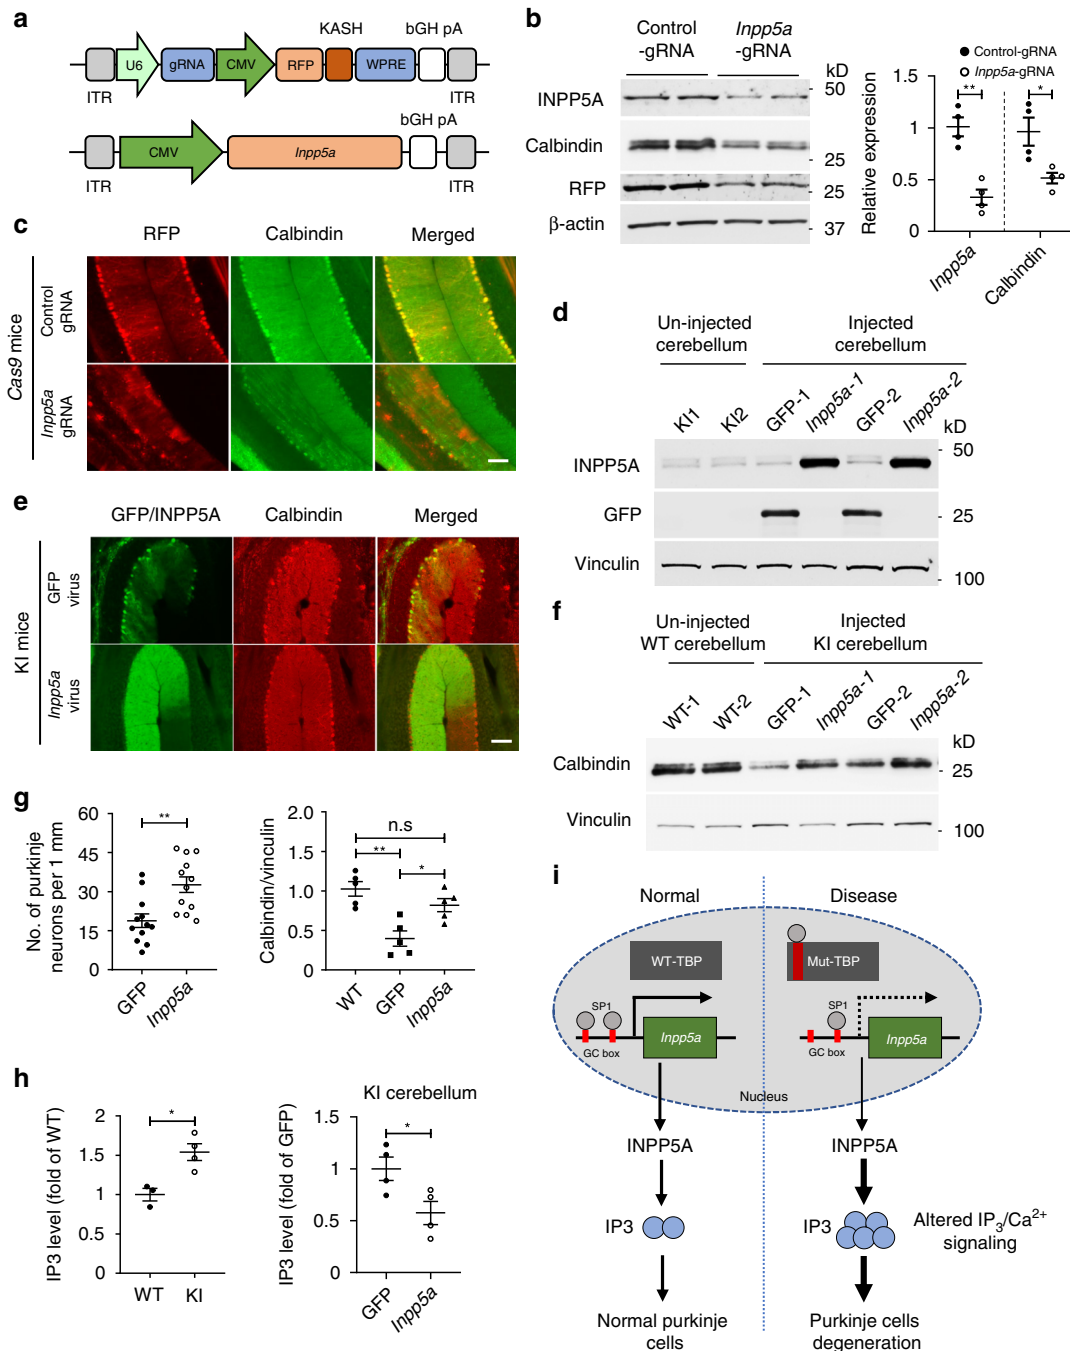 a
KASH
bGH pA
U6
gRNA
CMV
RFP
WPRE
ITR
ITR
bGH pA
CMV
Inpp5a
ITR
ITR
b
Control
-gRNA
Inpp5a
-gRNA
kD
INPP5A
50
Calbindin
25
RFP
25
β-actin
37
Control-gRNA
Inpp5a-gRNA
Relative expression
1.5
1
0.5
0
**
*
Inpp5a
Calbindin
c
RFP
Calbindin
Merged
Cas9 mice
Control
gRNA
Inpp5a
gRNA
d
Un-injected
cerebellum
Injected
cerebellum
KI1
KI2
GFP-1
Inpp5a-1
GFP-2
Inpp5a-2
kD
INPP5A
50
GFP
25
Vinculin
100
e
GFP/INPP5A
Calbindin
Merged
KI mice
GFP
virus
Inpp5a
virus
f
Un-injected
WT cerebellum
Injected
KI cerebellum
WT-1
WT-2
GFP-1
Inpp5a-1
GFP-2
Inpp5a-2
kD
Calbindin
25
Vinculin
100
g
No. of purkinje
neurons per 1 mm
60
45
30
15
0
**
GFP
Inpp5a
Calbindin/vinculin
2.0
1.5
1.0
0.5
0
n.s
**
*
WT
GFP
Inpp5a
h
IP3 level (fold of WT)
2
1.5
1
0.5
0
*
WT
KI
KI cerebellum
IP3 level (fold of GFP)
1.5
1
0.5
0
*
GFP
Inpp5a
i
Normal
Disease
WT-TBP
Mut-TBP
SP1
GC box
Inpp5a
SP1
GC box
Inpp5a
Nucleus
INPP5A
INPP5A
IP3
IP3
Altered IP3/Ca2+
signaling
Normal purkinje
cells
Purkinje cells
degeneration